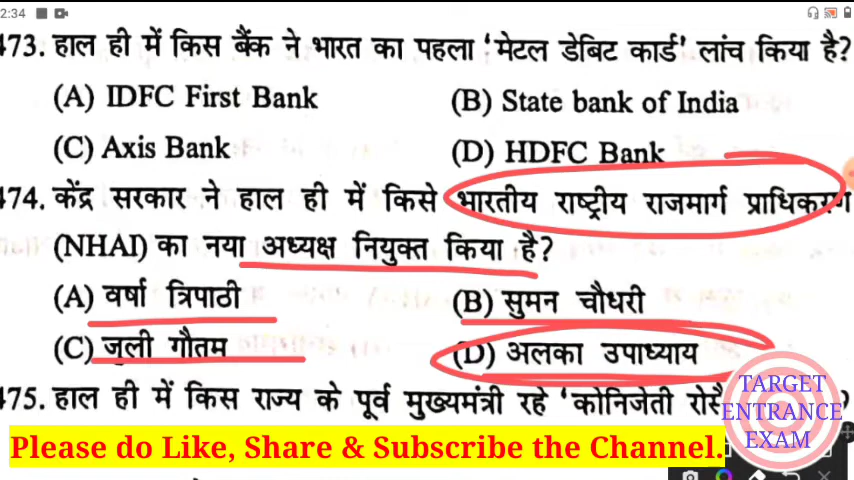 2:34
473. हाल ही में किस बैंक ने भारत का पहला 'मेटल डेबिट कार्ड' लांच किया है?
(A) IDFC First Bank (B) State bank of India
(C) Axis Bank (D) HDFC Bank
474. केंद्र सरकार ने हाल ही में किसे भारतीय राष्ट्रीय राजमार्ग प्राधिकरण
(NHAI) का नया अध्यक्ष नियुक्त किया है?
(A) वर्षा त्रिपाठी (B) सुमन चौधरी
(C) जूली गौतम (D) अलका उपाध्याय
475. हाल ही में किस राज्य के पूर्व मुख्यमंत्री रहे 'कोनिजेती
TARGET
ENTRANCE
EXAM
Please do Like, Share & Subscribe the Channel.